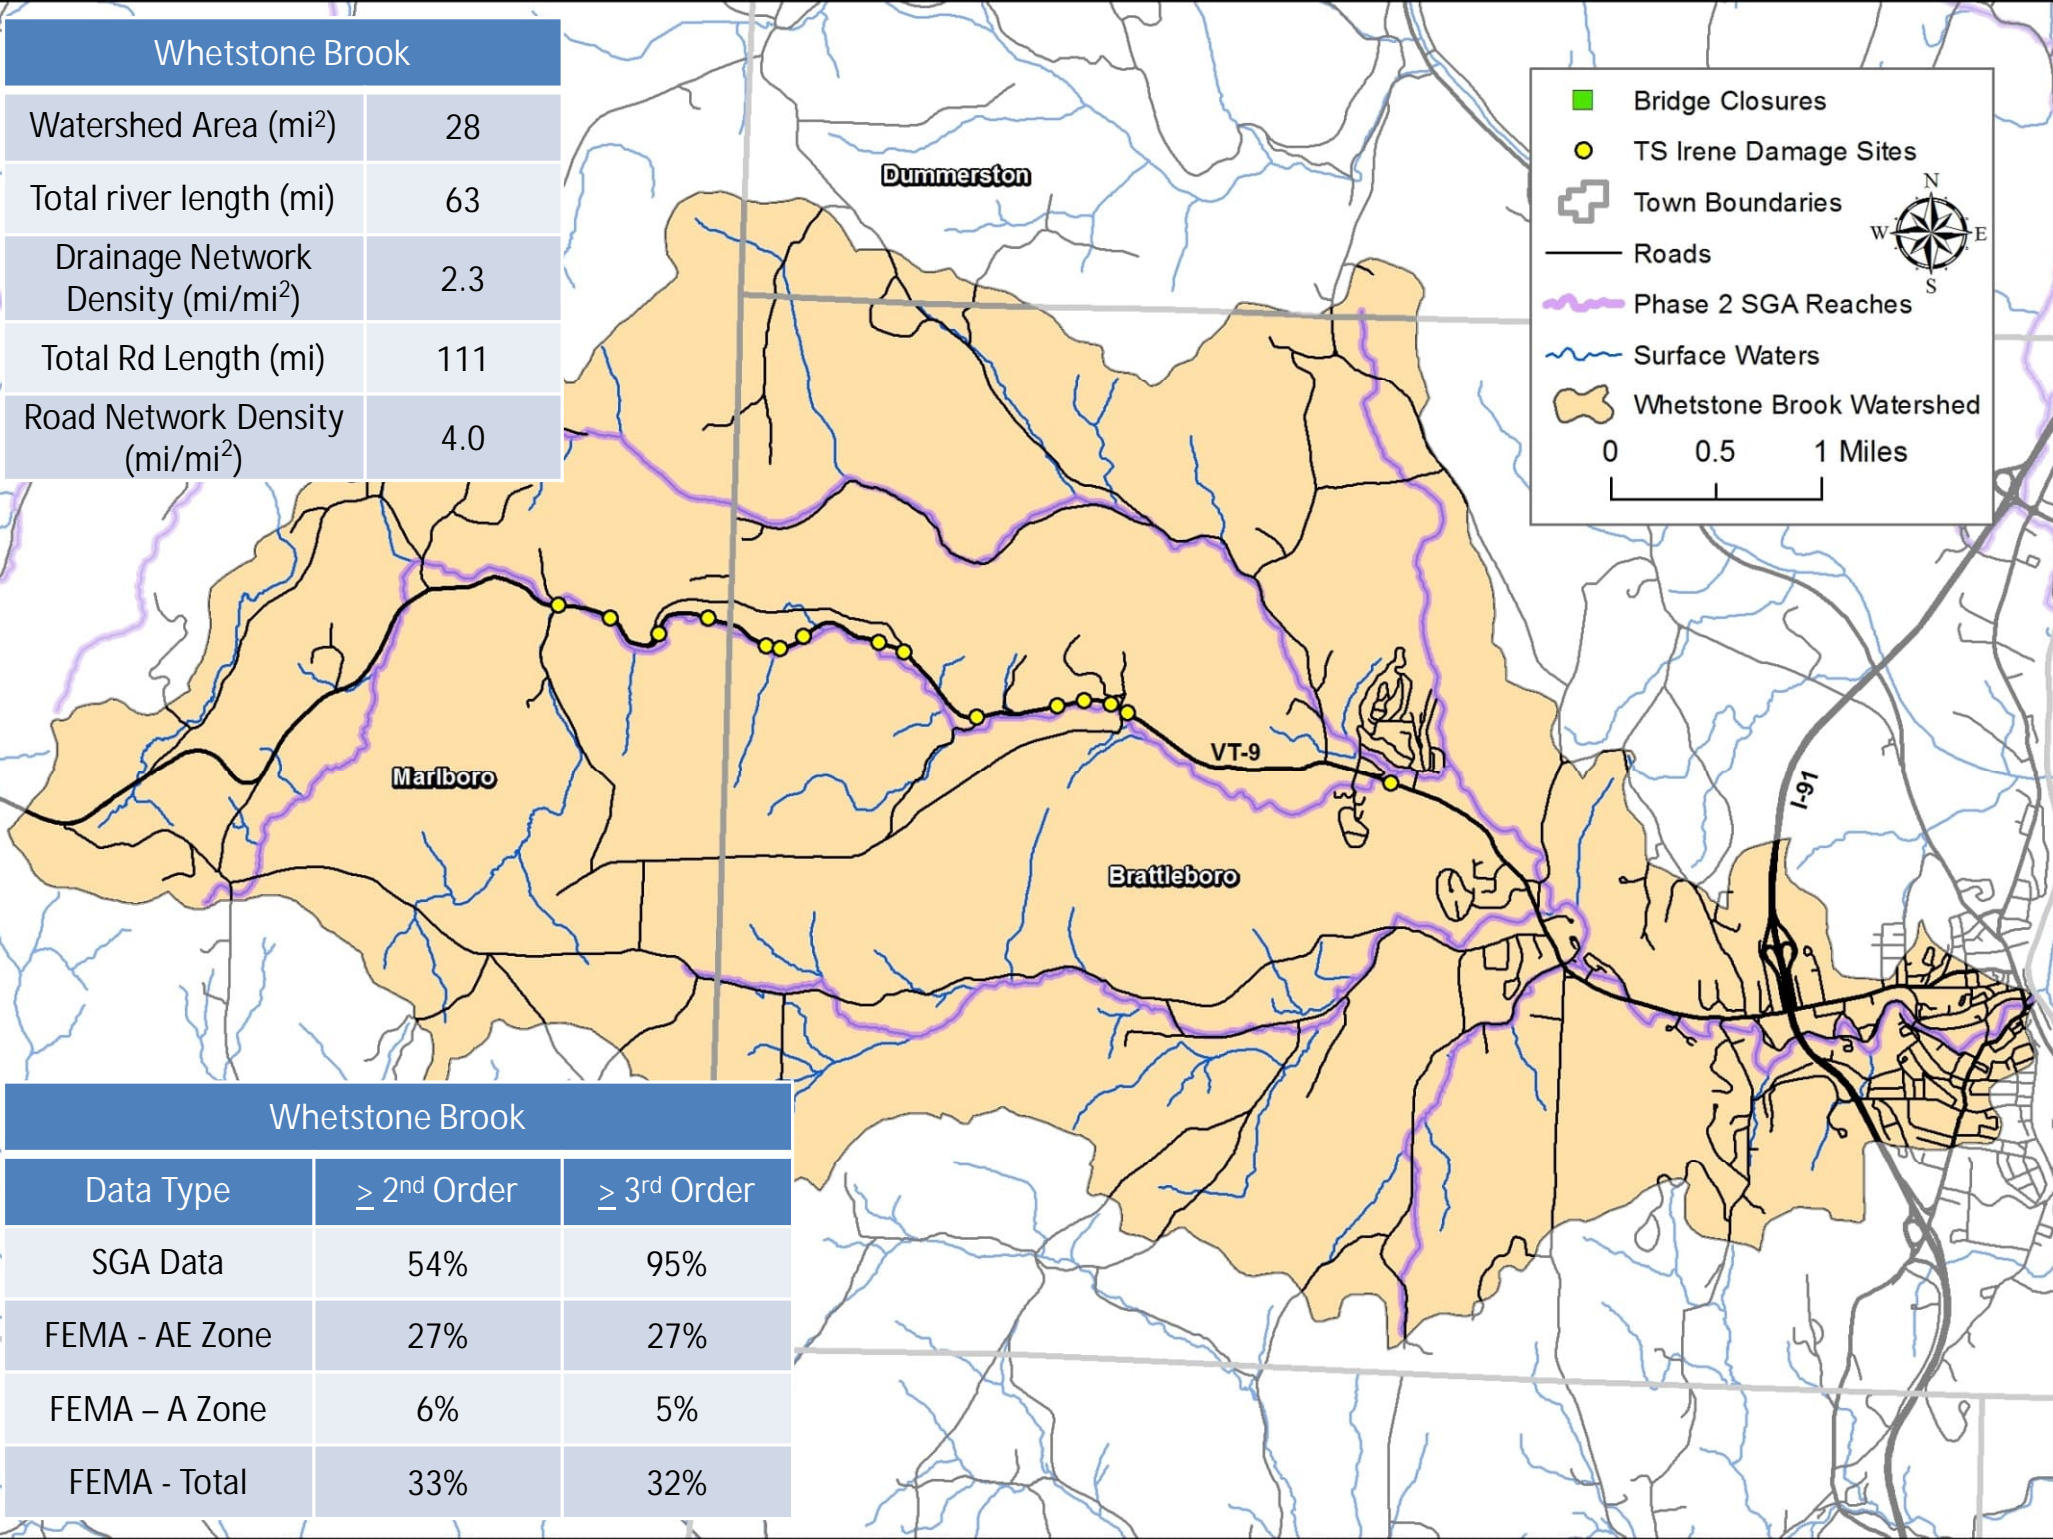 Whetstone Brook
Watershed Area (mi²) 28
Total river length (mi) 63
Drainage Network
Density (mi/mi²) 2.3
Total Rd Length (mi) 111
Road Network Density
(mi/mi²) 4.0
Bridge Closures
TS Irene Damage Sites
Town Boundaries
Roads
Phase 2 SGA Reaches
Surface Waters
Whetstone Brook Watershed
0 0.5 1 Miles
N
W E
S
Dummerston
Marlboro
VT-9
I-91
Brattleboro
Whetstone Brook
Data Type ≥ 2nd Order ≥ 3rd Order
SGA Data 54% 95%
FEMA - AE Zone 27% 27%
FEMA – A Zone 6% 5%
FEMA - Total 33% 32%